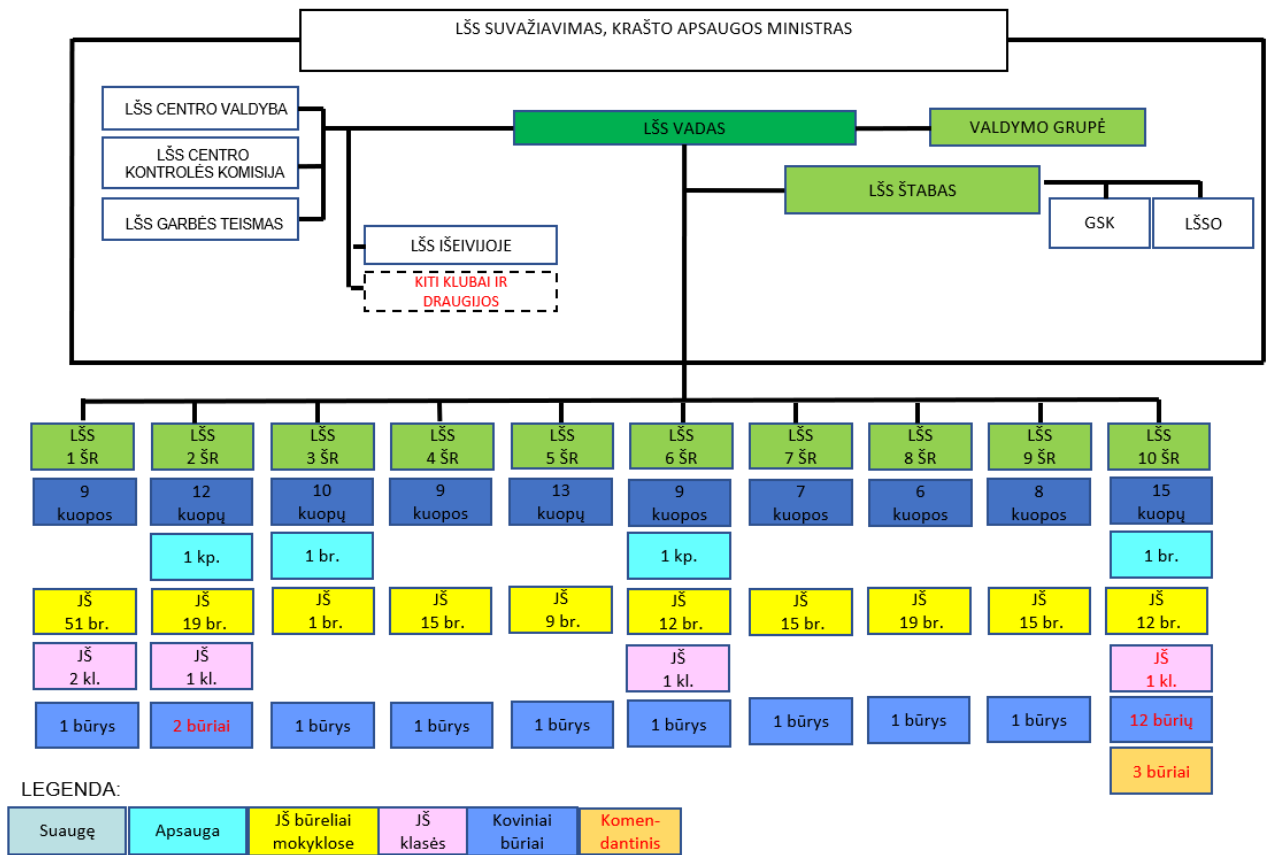 LŠS SUVAŽIAVIMAS, KRAŠTO APSAUGOS MINISTRAS
LŠS CENTRO VALDYBA
LŠS VADAS
VALDYMO GRUPĖ
LŠS CENTRO
KONTROLĖS KOMISIJA
LŠS ŠTABAS
LŠS GARBĖS TEISMAS
GSK
LŠSO
LŠS IŠEIVIJOJE
KITI KLUBAI IR
DRAUGIJOS
LŠS
1 ŠR
LŠS
2 ŠR
LŠS
3 ŠR
LŠS
4 ŠR
LŠS
5 ŠR
LŠS
6 ŠR
LŠS
7 ŠR
LŠS
8 ŠR
LŠS
9 ŠR
LŠS
10 ŠR
9
kuopos
12
kuopų
10
kuopų
9
kuopos
13
kuopų
9
kuopos
7
kuopos
6
kuopos
8
kuopos
15
kuopų
1 kp.
1 br.
1 kp.
1 br.
JŠ
51 br.
JŠ
19 br.
JŠ
1 br.
JŠ
15 br.
JŠ
9 br.
JŠ
12 br.
JŠ
15 br.
JŠ
19 br.
JŠ
15 br.
JŠ
12 br.
JŠ
2 kl.
JŠ
1 kl.
JŠ
1 kl.
JŠ
1 kl.
1 būrys
2 būriai
1 būrys
1 būrys
1 būrys
1 būrys
1 būrys
1 būrys
1 būrys
12 būrių
3 būriai
LEGENDA:
Suaugę
Apsauga
JŠ būreliai
mokyklose
JŠ
klasės
Koviniai
būriai
Komen-
dantinis